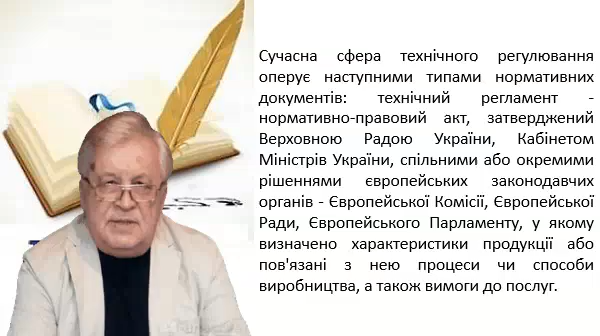 Сучасна сфера технічного регулювання
оперує наступними типами нормативних
документів: технічний регламент -
нормативно-правовий акт, затверджений
Верховною Радою України, Кабінетом
Міністрів України, спільними або окремими
рішеннями європейських законодавчих
органів - Європейської Комісії, Європейської
Ради, Європейського Парламенту, у якому
визначено характеристики продукції або
пов'язані з нею процеси чи способи
виробництва, а також вимоги до послуг.